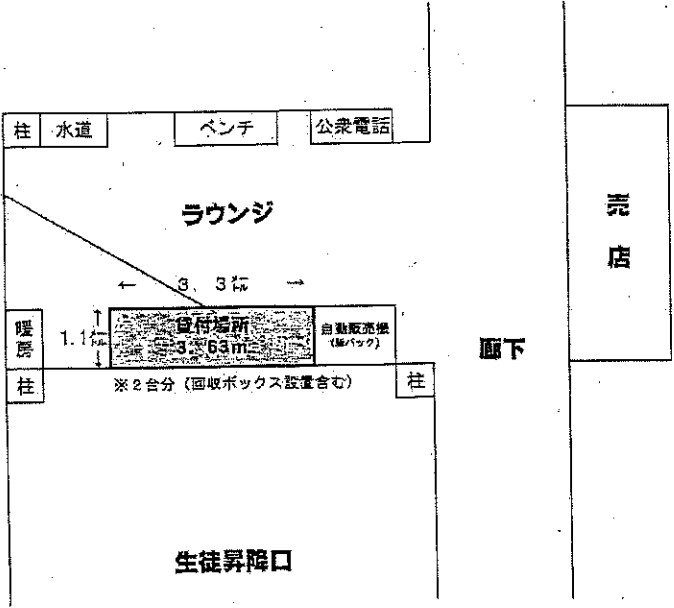 柱 水道 ベンチ 公衆電話
ラウンジ
売店
← 3．3㍍ →
暖房
1.1㍍
貸付場所
3．63㎡
自動販売機
(紙パック)
廊下
柱
※2台分（回収ボックス設置含む）
柱
生徒昇降口